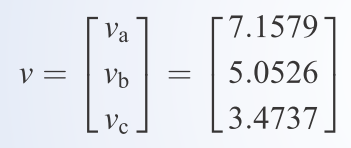 v = [ v_a v_b v_c ] = [ 7.1579 5.0526 3.4737 ]